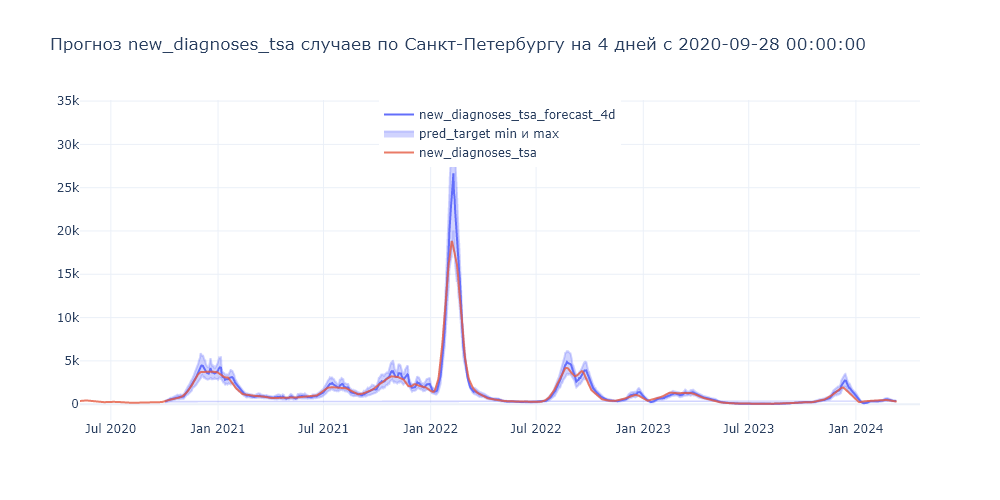 Прогноз new_diagnoses_tsa случаев по Санкт-Петербургу на 4 дней с 2020-09-28 00:00:00
35k
30k
25k
20k
15k
10k
5k
0
new_diagnoses_tsa_forecast_4d
pred_target min и max
new_diagnoses_tsa
Jul 2020
Jan 2021
Jul 2021
Jan 2022
Jul 2022
Jan 2023
Jul 2023
Jan 2024